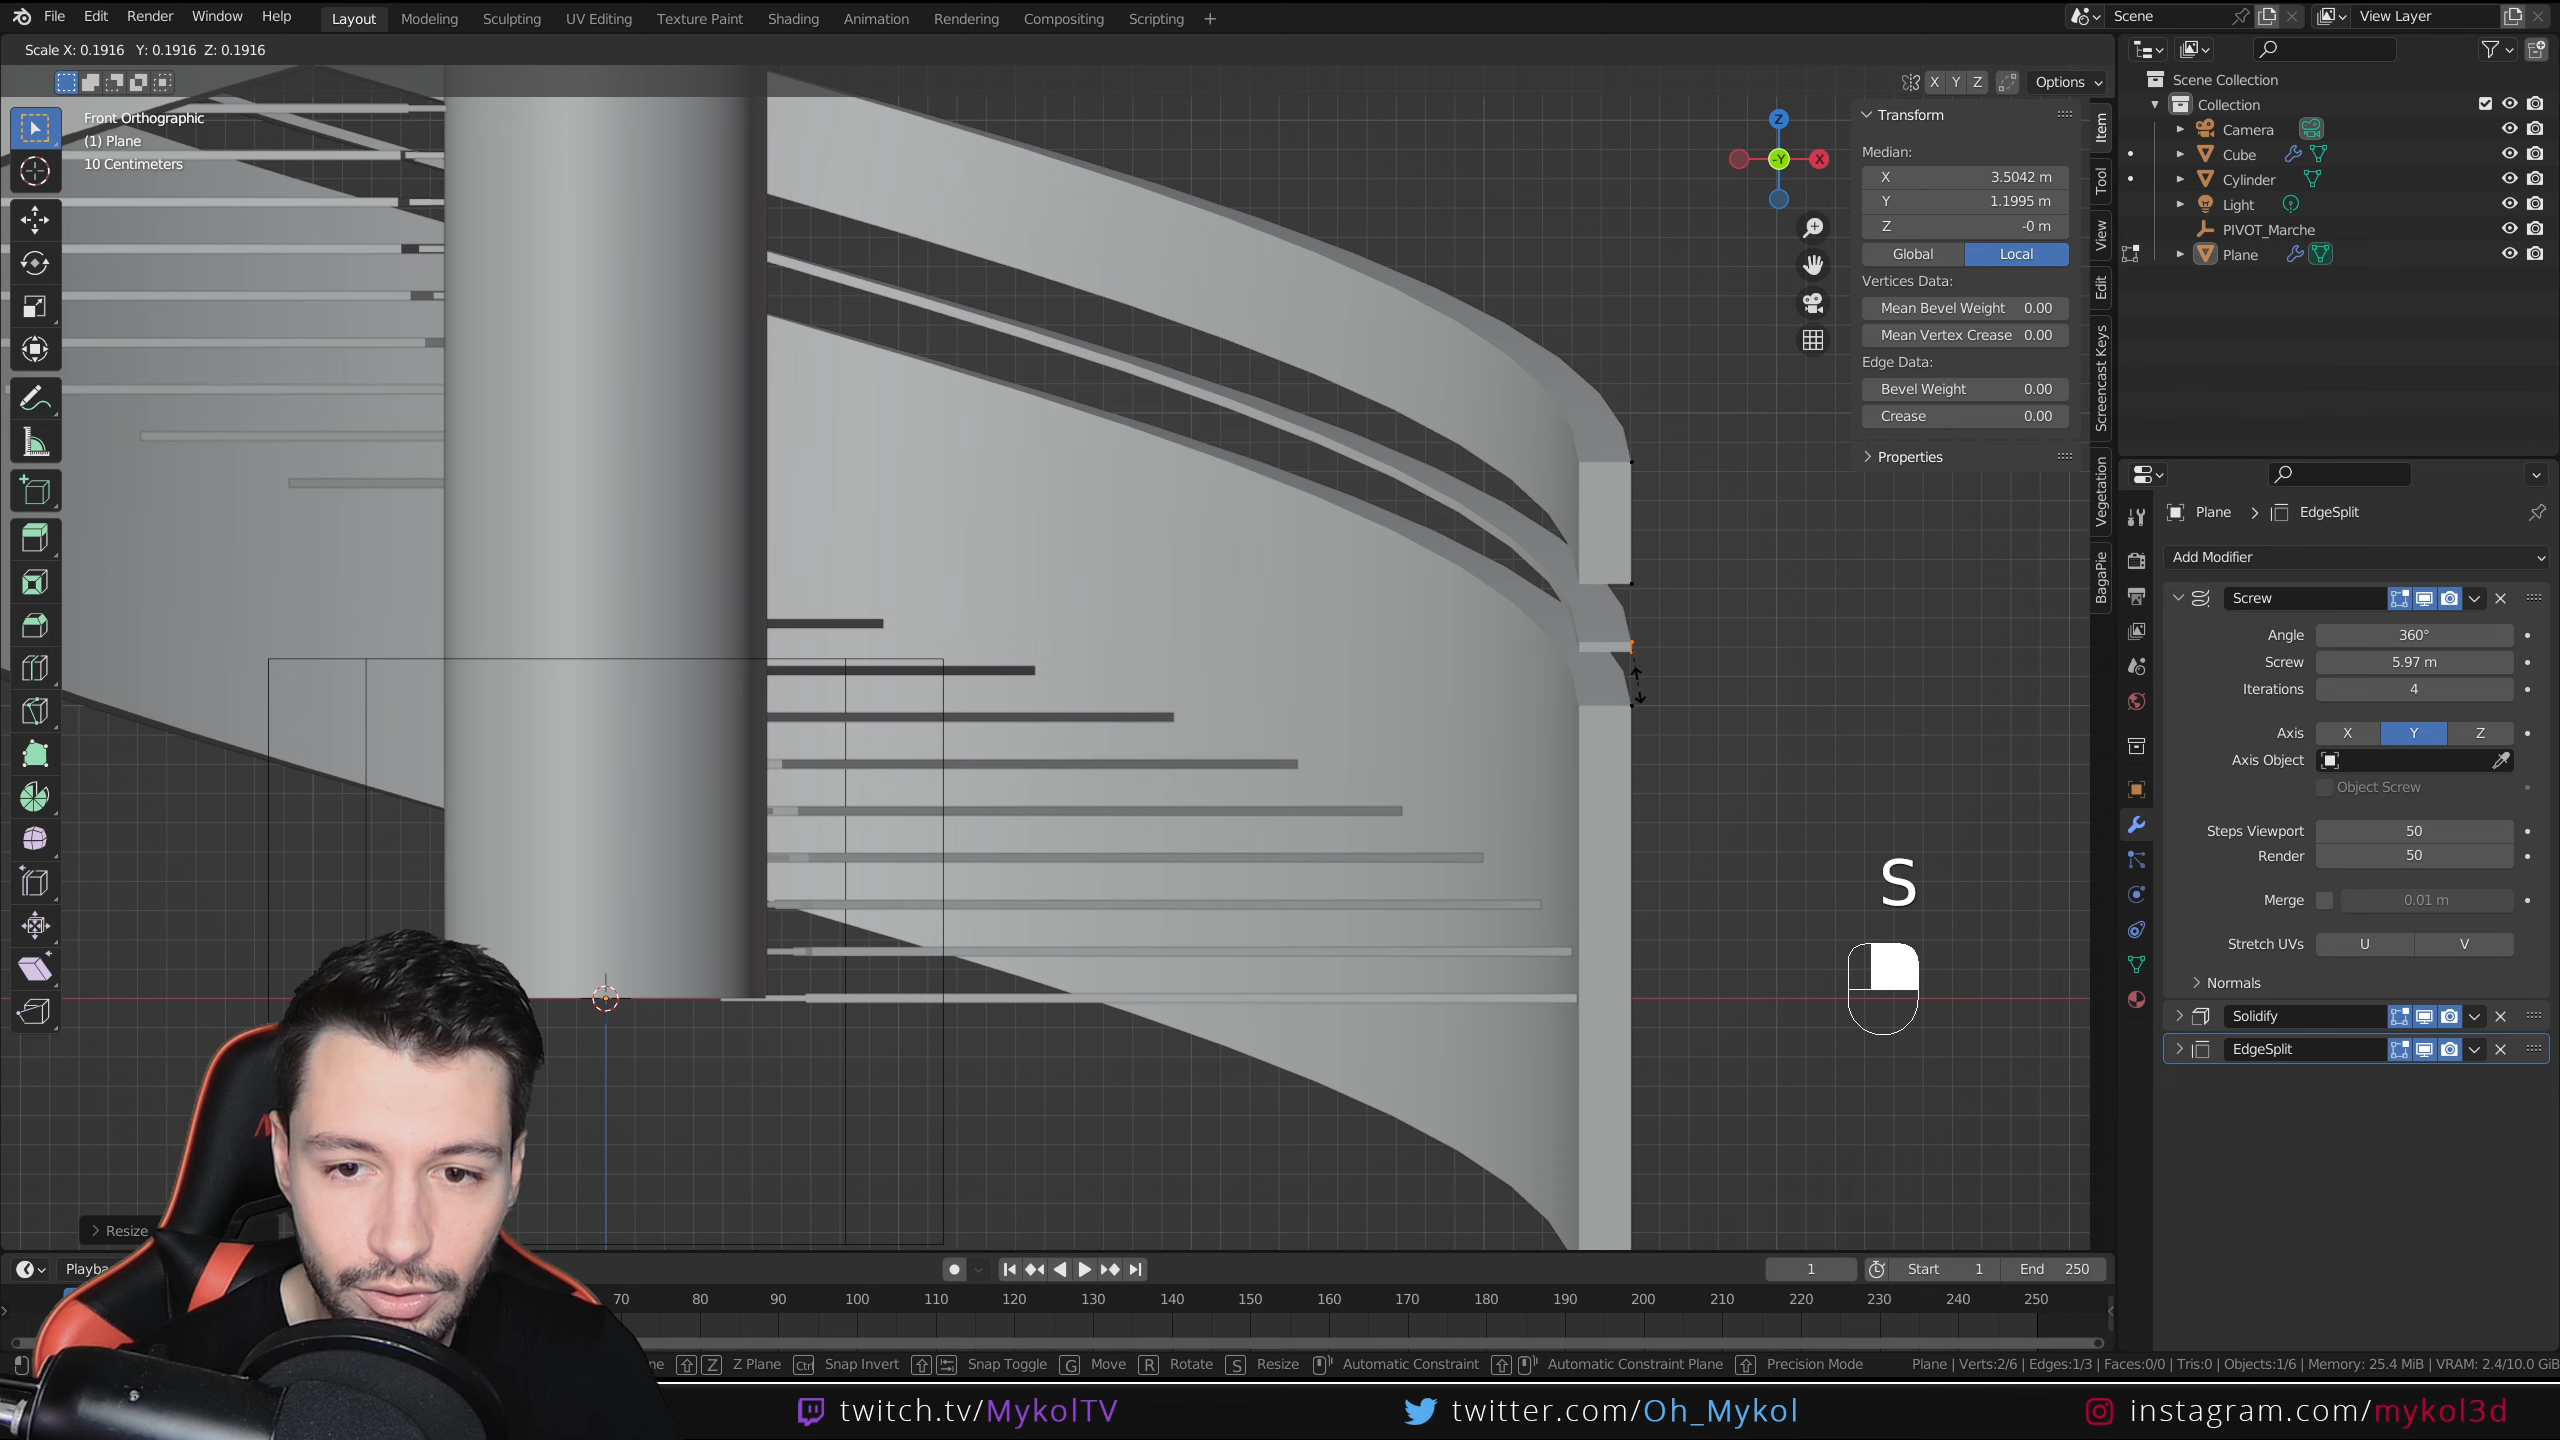 File Edit Render Window Help Layout Modeling Sculpting UV Editing Texture Paint Shading Animation Rendering Compositing Scripting + Scene View Layer
Scale X: 0.1916 Y: 0.1916 Z: 0.1916
X Y Z Options
Front Orthographic
(1) Plane
10 Centimeters
Z
-Y
X
Transform
Median:
X 3.5042 m
Y 1.1995 m
Z -0 m
Global Local
Vertices Data:
Mean Bevel Weight 0.00
Mean Vertex Crease 0.00
Edge Data:
Bevel Weight 0.00
Crease 0.00
Properties
Item
Tool
View
Edit
Screencast Keys
Vegetation
BagaPie
Scene Collection
Collection
Camera
Cube
Cylinder
Light
PIVOT_Marche
Plane
Plane > EdgeSplit
Add Modifier
Screw
Angle 360°
Screw 5.97 m
Iterations 4
Axis X Y Z
Axis Object
Object Screw
Steps Viewport 50
Render 50
Merge 0.01 m
Stretch UVs U V
Normals
Solidify
EdgeSplit
S
Resize
Playba
1 Start 1 End 250
70 80 90 100 110 120 130 140 150 160 170 180 190 200 210 220 230 240 250
ne Z Z Plane Ctrl Snap Invert Snap Toggle G Move R Rotate S Resize Automatic Constraint Automatic Constraint Plane Precision Mode Plane | Verts:2/6 | Edges:1/3 | Faces:0/0 | Tris:0 | Objects:1/6 | Memory: 25.4 MiB | VRAM: 2.4/10.0 GiB
twitch.tv/MykolTV twitter.com/Oh_Mykol instagram.com/mykol3d